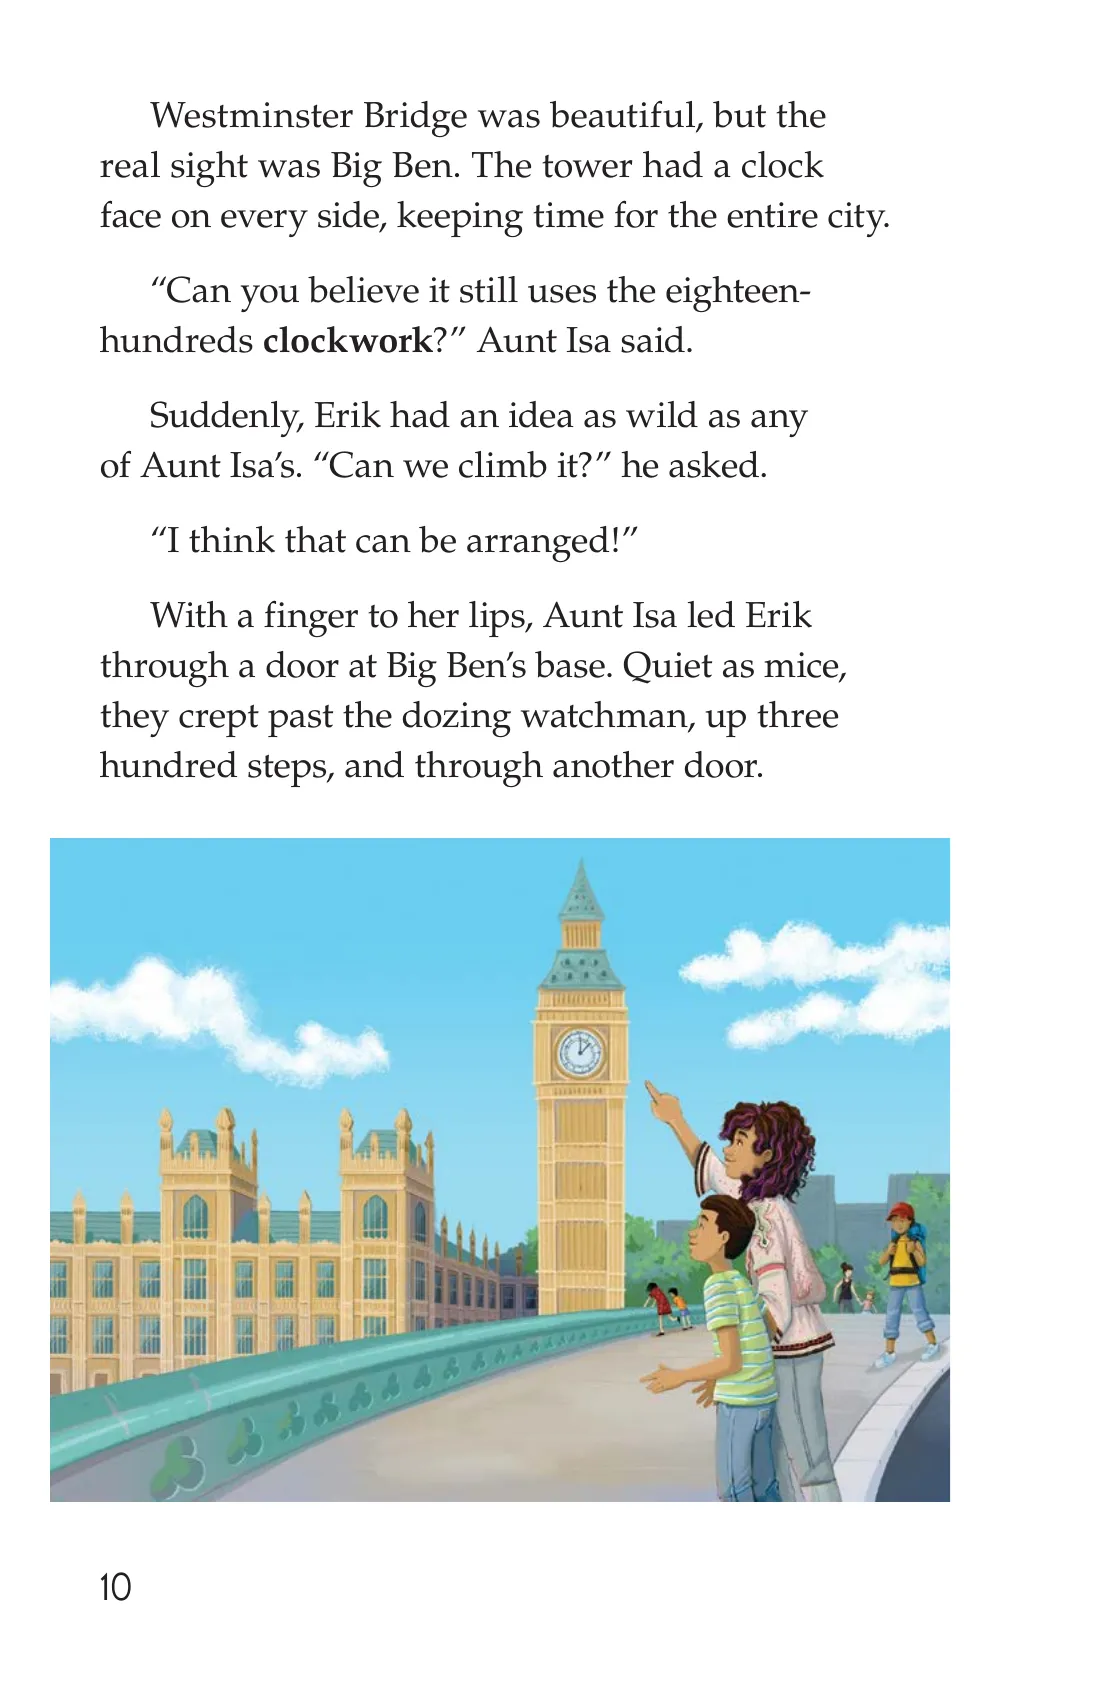 Westminster Bridge was beautiful, but the
real sight was Big Ben. The tower had a clock
face on every side, keeping time for the entire city.
“Can you believe it still uses the eighteen-
hundreds clockwork?” Aunt Isa said.
Suddenly, Erik had an idea as wild as any
of Aunt Isa’s. “Can we climb it?” he asked.
“I think that can be arranged!”
With a finger to her lips, Aunt Isa led Erik
through a door at Big Ben’s base. Quiet as mice,
they crept past the dozing watchman, up three
hundred steps, and through another door.
10